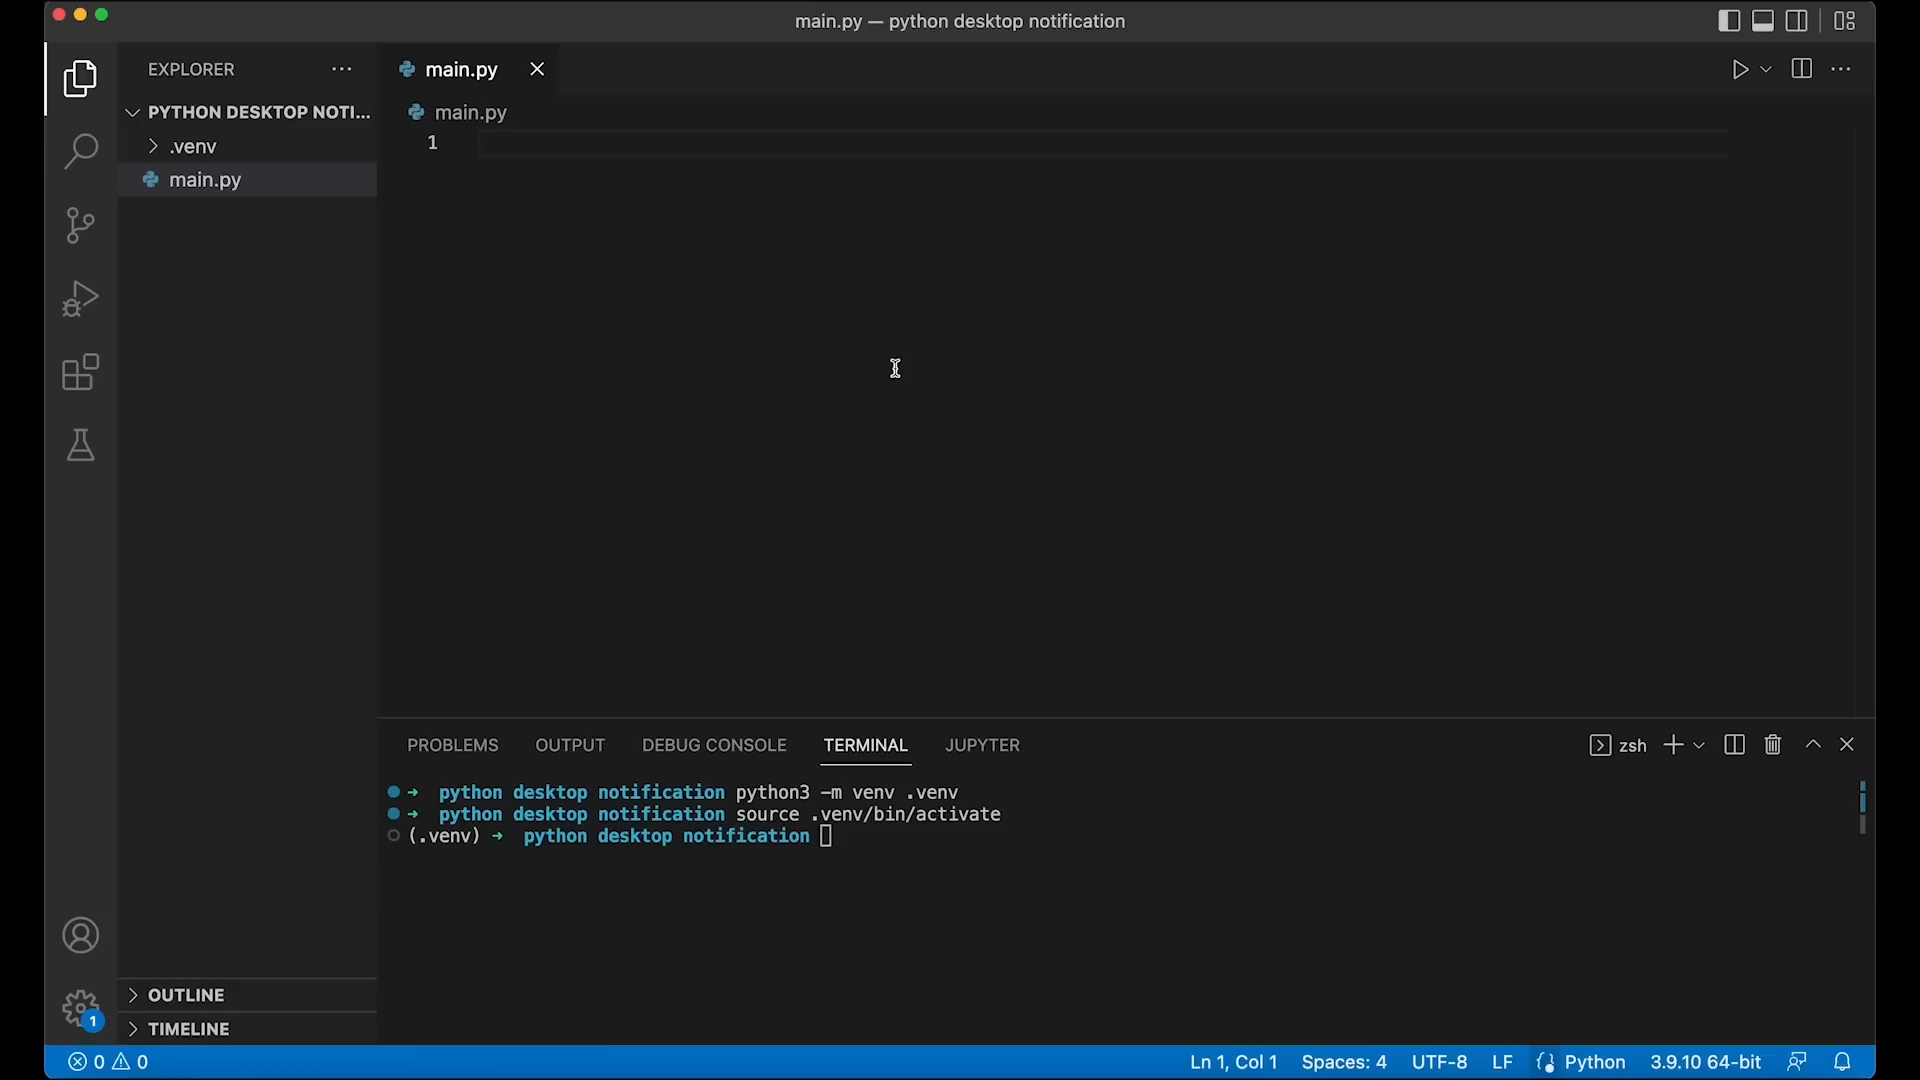 main.py — python desktop notification
EXPLORER
main.py
PYTHON DESKTOP NOTI...
main.py
.venv
1
main.py
PROBLEMS OUTPUT DEBUG CONSOLE TERMINAL JUPYTER
zsh
python desktop notification python3 -m venv .venv
python desktop notification source .venv/bin/activate
(.venv) → python desktop notification
OUTLINE
1
TIMELINE
0 0
Ln 1, Col 1 Spaces: 4 UTF-8 LF Python 3.9.10 64-bit